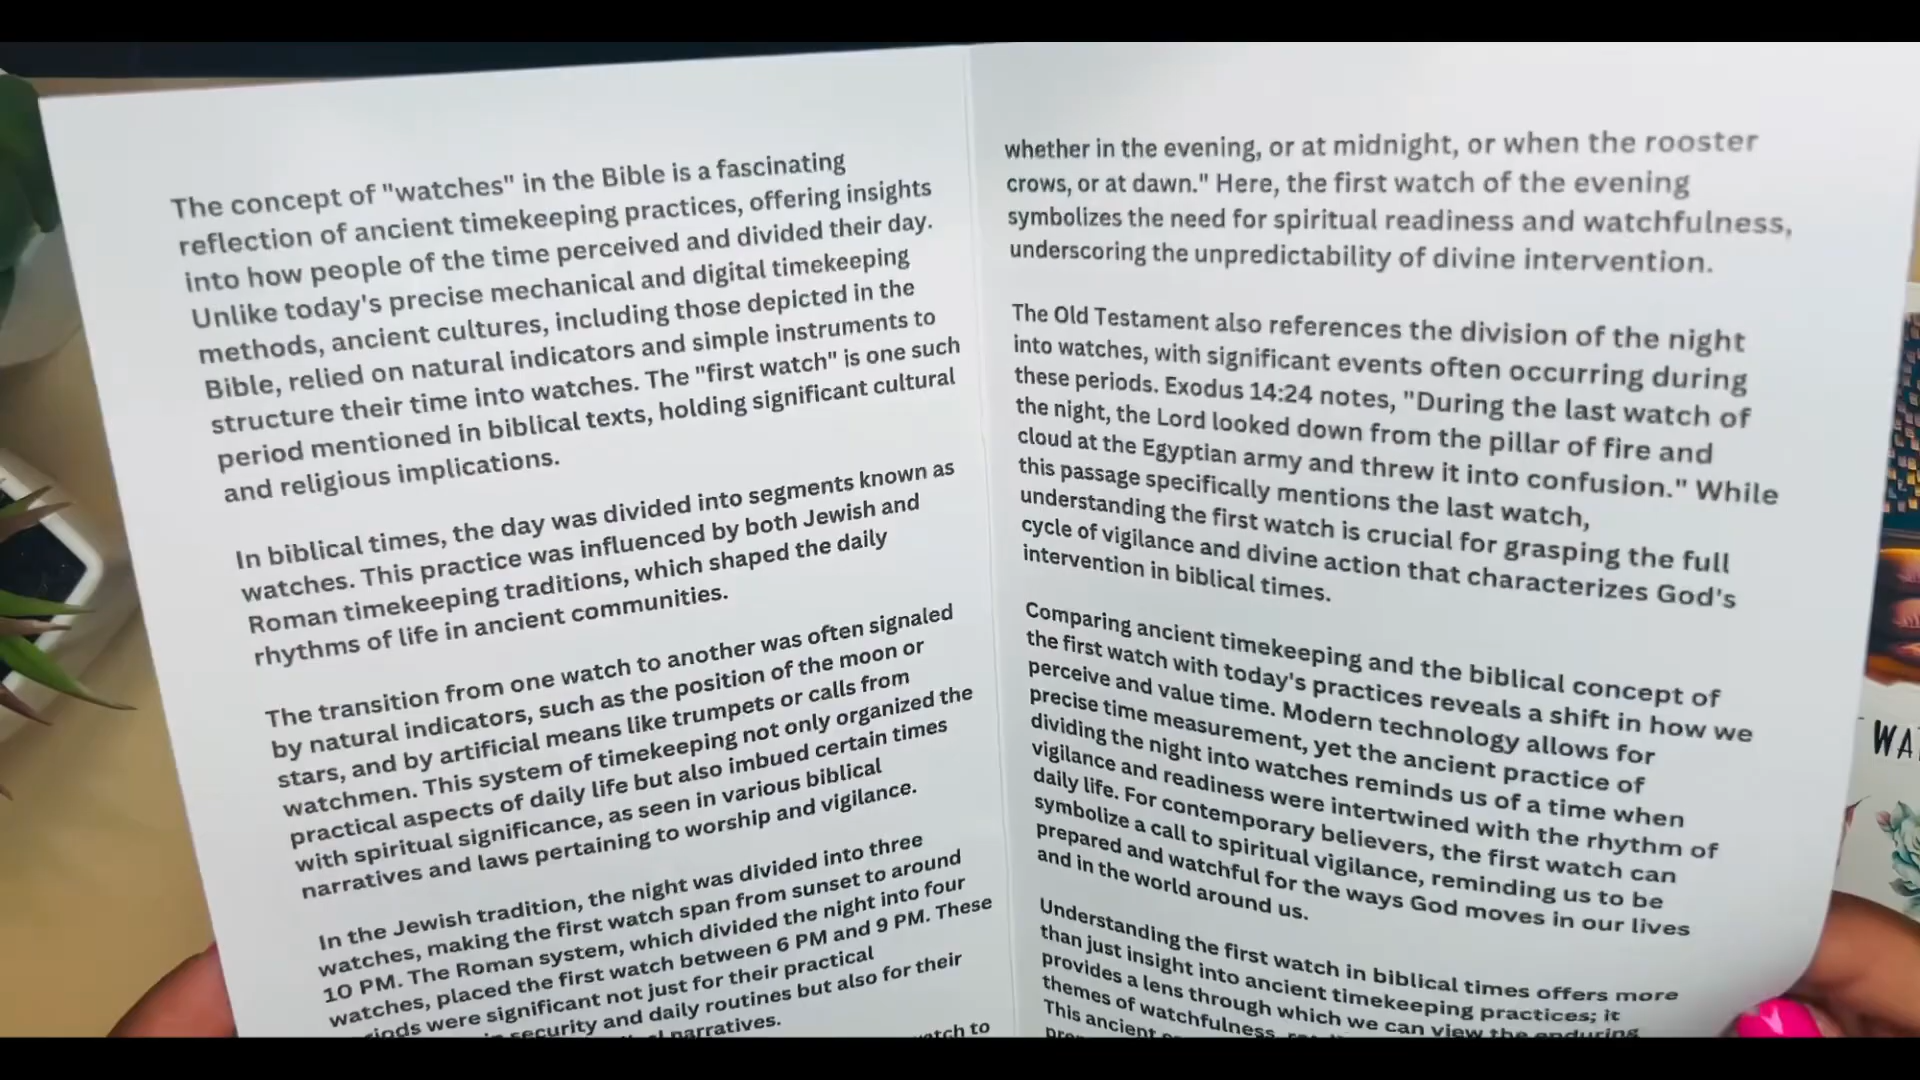 The concept of "watches" in the Bible is a fascinating
reflection of ancient timekeeping practices, offering insights
into how people of the time perceived and divided their day.
Unlike today's precise mechanical and digital timekeeping
methods, ancient cultures, including those depicted in the
Bible, relied on natural indicators and simple instruments to
structure their time into watches. The "first watch" is one such
period mentioned in biblical texts, holding significant cultural
and religious implications.
In biblical times, the day was divided into segments known as
watches. This practice was influenced by both Jewish and
Roman timekeeping traditions, which shaped the daily
rhythms of life in ancient communities.
The transition from one watch to another was often signaled
by natural indicators, such as the position of the moon or
stars, and by artificial means like trumpets or calls from
watchmen. This system of timekeeping not only organized the
practical aspects of daily life but also imbued certain times
with spiritual significance, as seen in various biblical
narratives and laws pertaining to worship and vigilance.
In the Jewish tradition, the night was divided into three
watches, making the first watch span from sunset to around
10 PM. The Roman system, which divided the night into four
watches, placed the first watch between 6 PM and 9 PM. These
were significant not just for their practical
security and daily routines but also for their
narratives.
to
whether in the evening, or at midnight, or when the rooster
crows, or at dawn." Here, the first watch of the evening
symbolizes the need for spiritual readiness and watchfulness,
underscoring the unpredictability of divine intervention.
The Old Testament also references the division of the night
into watches, with significant events often occurring during
these periods. Exodus 14:24 notes, "During the last watch of
the night, the Lord looked down from the pillar of fire and
cloud at the Egyptian army and threw it into confusion." While
this passage specifically mentions the last watch,
understanding the first watch is crucial for grasping the full
cycle of vigilance and divine action that characterizes God's
intervention in biblical times.
Comparing ancient timekeeping and the biblical concept of
the first watch with today's practices reveals a shift in how we
perceive and value time. Modern technology allows for
precise time measurement, yet the ancient practice of
dividing the night into watches reminds us of a time when
vigilance and readiness were intertwined with the rhythm of
daily life. For contemporary believers, the first watch can
symbolize a call to spiritual vigilance, reminding us to be
prepared and watchful for the ways God moves in our lives
and in the world around us.
Understanding the first watch in biblical times offers more
than just insight into ancient timekeeping practices; it
provides a lens through which we can view the enduring
themes of watchfulness,
This ancient
WA